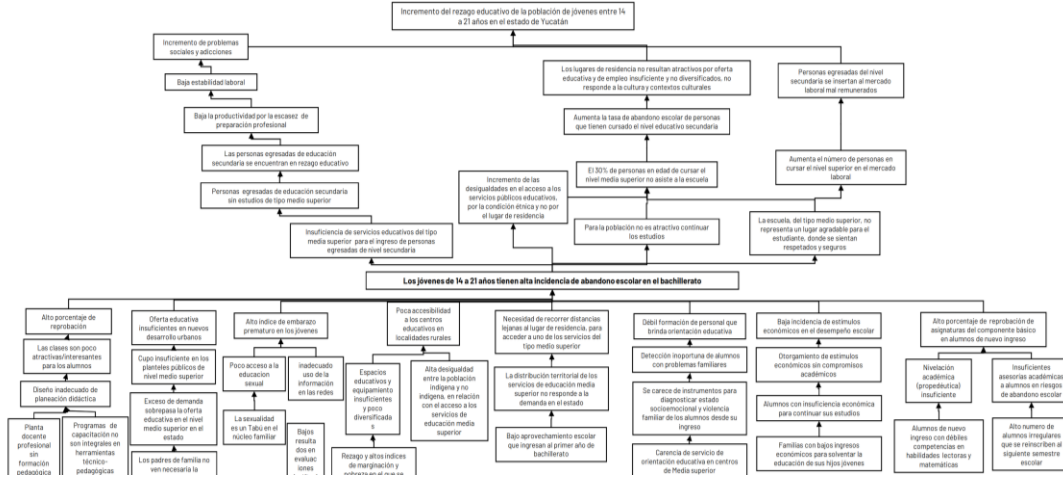 Incremento del rezago educativo de la población de jóvenes entre 14
a 21 años en el estado de Yucatán
Incremento de problemas
sociales y adicciones
Baja estabilidad laboral
Baja la productividad por la escasez de
preparación profesional
Las personas egresadas de educación
secundaria se encuentran en rezago educativo
Personas egresadas de educación secundaria
sin estudios de tipo medio superior
Insuficiencia de servicios educativos del tipo
media superior para el ingreso de personas
egresadas de nivel secundaria
Incremento de las
desigualdades en el acceso a los
servicios públicos educativos,
por la condición étnica y no por
el lugar de residencia
Los lugares de residencia no resultan atractivos por oferta
educativa y de empleo insuficiente y no diversificados, no
responde a la cultura y contextos culturales
Aumenta la tasa de abandono escolar de personas
que tienen cursado el nivel educativo secundaria
El 30% de personas en edad de cursar el
nivel media superior no asiste a la escuela
Para la población no es atractivo continuar
los estudios
Personas egresadas del nivel
secundaria se insertan al mercado
laboral mal remunerados
Aumenta el número de personas en
cursar el nivel superior en el mercado
laboral
La escuela, del tipo medio superior, no
representa un lugar agradable para el
estudiante, donde se sientan
respetados y seguros
Los jóvenes de 14 a 21 años tienen alta incidencia de abandono escolar en el bachillerato
Alto porcentaje de
reprobación
Las clases son poco
atractivas/interesantes
para los alumnos
Diseño inadecuado de
planeación didáctica
Planta
docente
profesional
sin
formación
pedagógica
Programas de
capacitación no
son integrales en
herramientas
técnico-
pedagógicas
Oferta educativa
insuficientes en nuevos
desarrollo urbanos
Cupo insuficiente en los
planteles públicos de
nivel medio superior
Exceso de demanda
sobrepasa la oferta
educativa en el nivel
medio superior en el
estado
Los padres de familia no
ven necesaria la
Alto índice de embarazo
prematuro en los jóvenes
Poco acceso a
la educacion
sexual
La sexualidad
es un Tabú en el
núcleo familiar
Inadecuado
uso de la
información
en las redes
Bajos
resulta
dos en
evaluac
iones
Poca accesibilidad
a los centros
educativos en
localidades rurales
Espacios
educativos y
equipamiento
insuficientes
y poco
diversificado
s
Rezago y altos índices
de marginación y
pobreza en el que se
Alta desigualdad
entre la población
indígena y no
indígena, en
relación con el
acceso a los
servicios de
educación media
superior
Necesidad de recorrer distancias
lejanas al lugar de residencia, para
acceder a uno de los servicios del
tipo medio superior
La distribución territorial de los
servicios de educación media
superior no responde a la
demanda en el estado
Bajo aprovechamiento escolar
que ingresan al primer año de
bachillerato
Débil formación de personal que
brinda orientación educativa
Detección inoportuna de alumnos
con problemas familiares
Se carece de instrumentos para
diagnosticar estado
socioemocional y violencia
familiar de los alumnos desde su
ingreso
Carencia de servicio de
orientación educativa en centros
de Media superior
Baja incidencia de estímulos
económicos en el desempeño escolar
Otorgamiento de estímulos
económicos sin compromisos
académicos
Alumnos con insuficiencia económica
para continuar sus estudios
Familias con bajos ingresos
económicos para solventar la
educación de sus hijos jóvenes
Alto porcentaje de reprobación de
asignaturas del componente básico
en alumnos de nuevo ingreso
Nivelación
académica
(propedéutica)
insuficiente
Alumnos de nuevo
ingreso con débiles
competencias en
habilidades lectoras y
matemáticas
Insuficientes
asesorías académicas
a alumnos en riesgos
de abandono escolar
Alto numero de
alumnos irregulares
que se reinscriben al
siguiente semestre
escolar